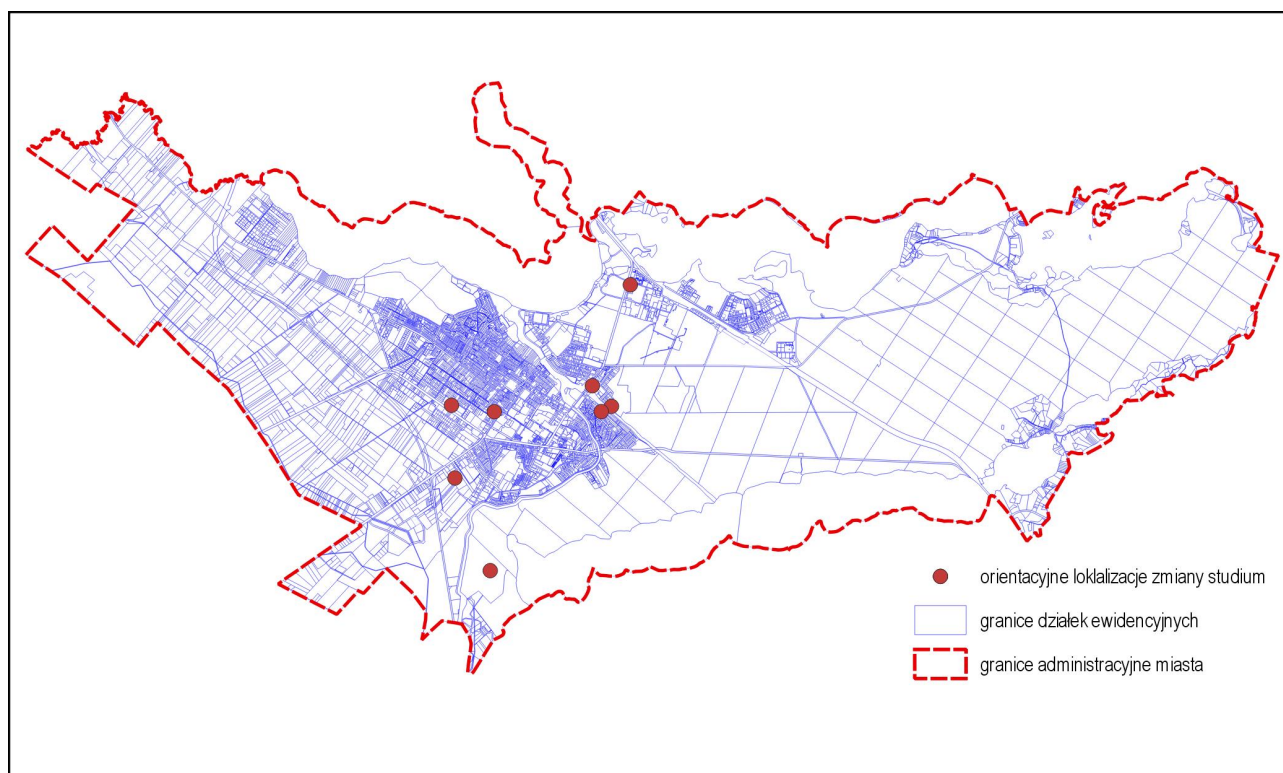 orientacyjne loklalizacje zmiany studium
granice działek ewidencyjnych
granice administracyjne miasta